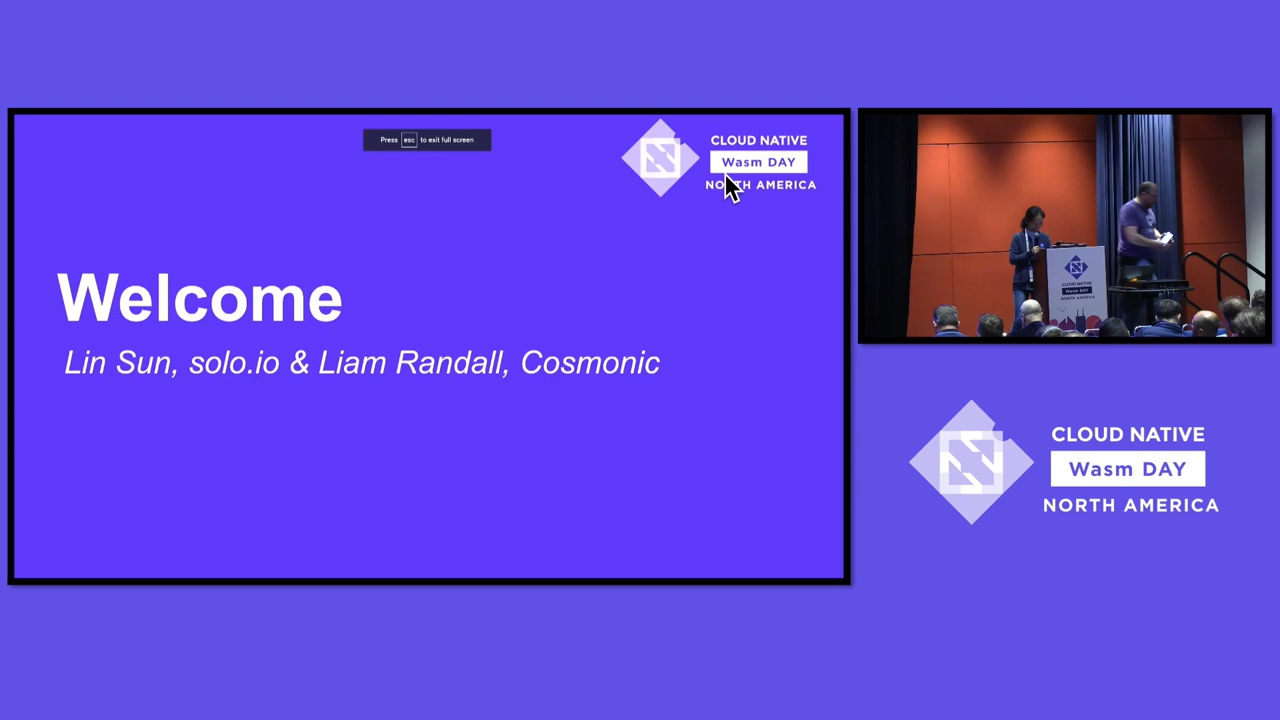 Press esc to exit full screen
CLOUD NATIVE
Wasm DAY
NORTH AMERICA
Welcome
Lin Sun, solo.io & Liam Randall, Cosmonic
CLOUD NATIVE
Wasm DAY
NORTH AMERICA
CLOUD NATIVE
Wasm DAY
NORTH AMERICA